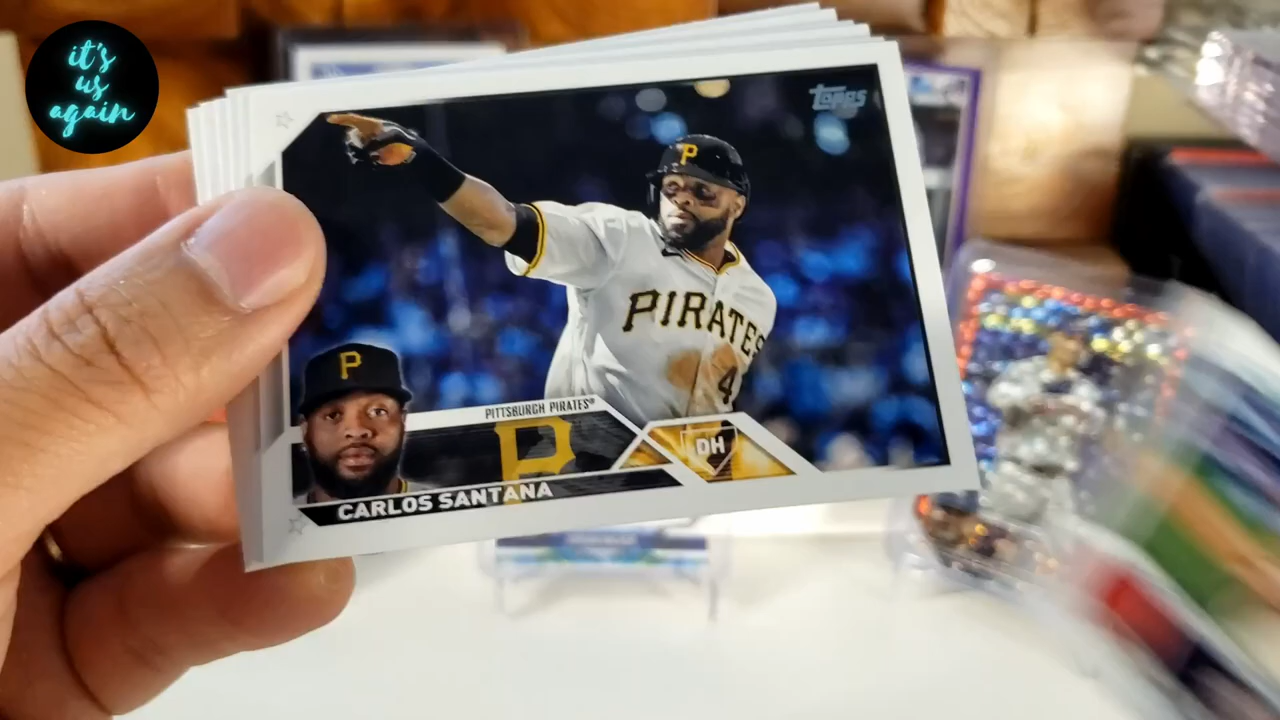 it's
us
again
Topps
P
PIRATES
4
P
PITTSBURGH PIRATES®
P
DH
CARLOS SANTANA